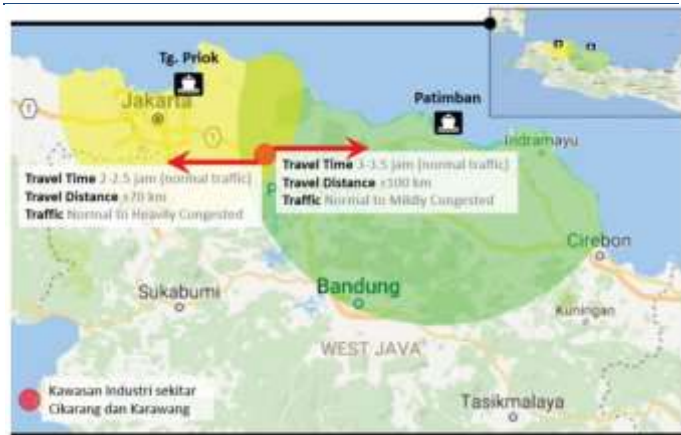 Tg. Priok
Jakarta
Patimban
Indramayu
Travel Time 2-2.5 jam (normal traffic)
Travel Distance ±70 km
Traffic Normal to Heavily Congested
Travel Time 3-3.5 jam (normal traffic)
Travel Distance ±100 km
Traffic Normal to Mildly Congested
Cirebon
Sukabumi
Bandung
Kuningan
WEST JAVA
Kawasan Industri sekitar
Cikarang dan Karawang
Tasikmalaya